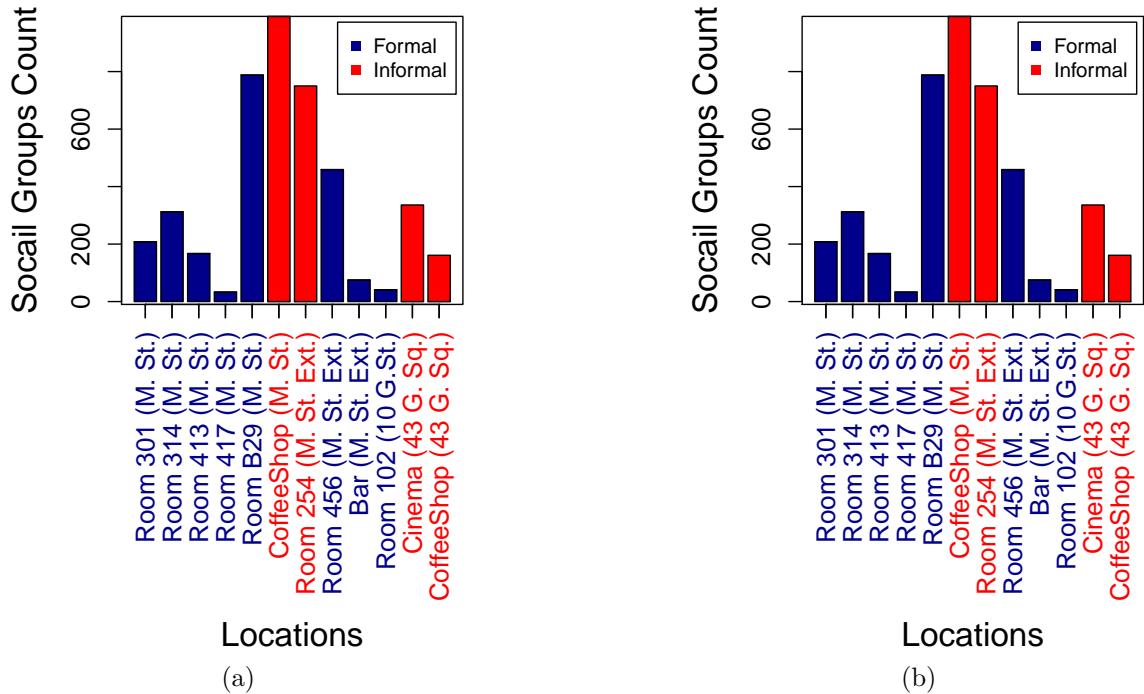 Socail Groups Count
0
200
600
Formal
Informal
Room 301 (M. St.)
Room 314 (M. St.)
Room 413 (M. St.)
Room 417 (M. St.)
Room B29 (M. St.)
CoffeeShop (M. St.)
Room 254 (M. St. Ext.)
Room 456 (M. St. Ext.)
Bar (M. St. Ext.)
Room 102 (10 G.St.)
Cinema (43 G. Sq.)
CoffeeShop (43 G. Sq.)
Locations
(a)
Socail Groups Count
0
200
600
Formal
Informal
Room 301 (M. St.)
Room 314 (M. St.)
Room 413 (M. St.)
Room 417 (M. St.)
Room B29 (M. St.)
CoffeeShop (M. St.)
Room 254 (M. St. Ext.)
Room 456 (M. St. Ext.)
Bar (M. St. Ext.)
Room 102 (10 G.St.)
Cinema (43 G. Sq.)
CoffeeShop (43 G. Sq.)
Locations
(b)